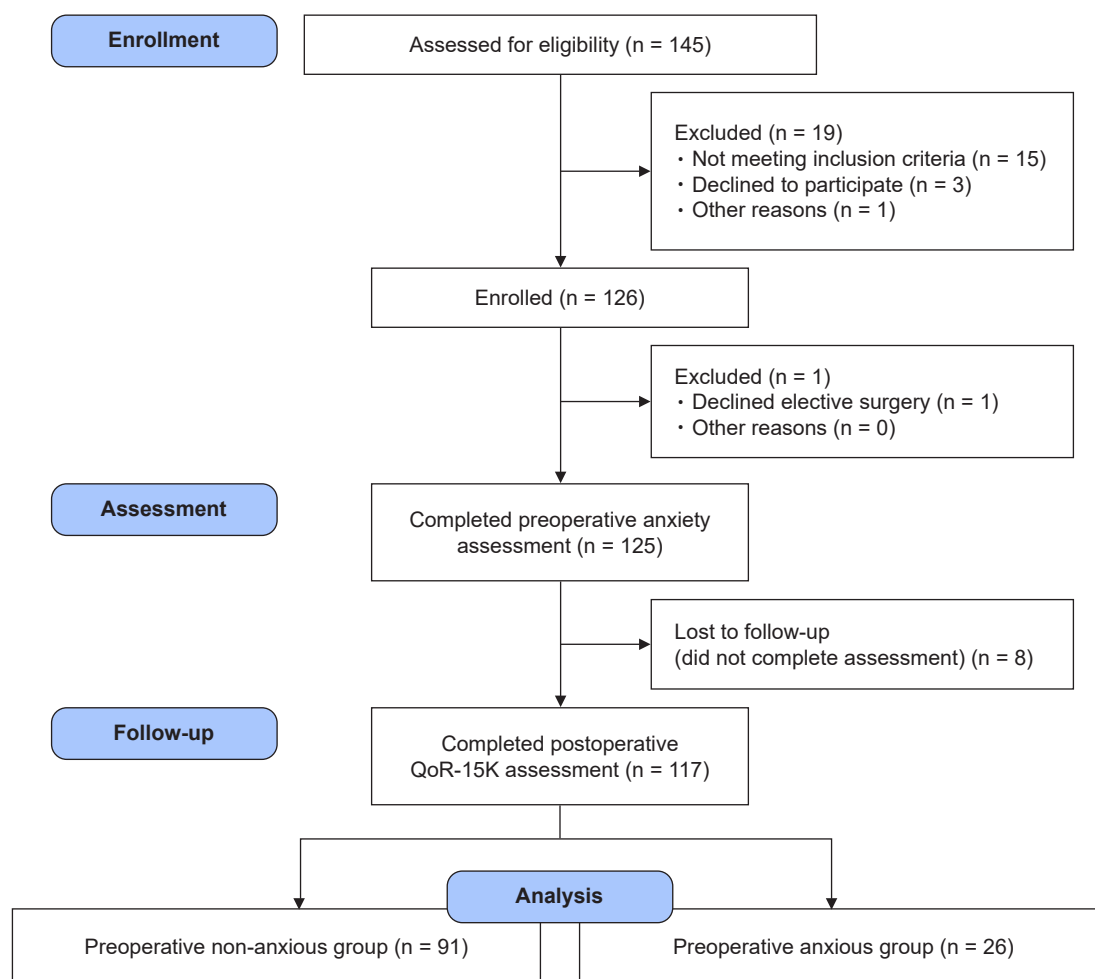 Enrollment
Assessed for eligibility (n = 145)
Excluded (n = 19)
・Not meeting inclusion criteria (n = 15)
・Declined to participate (n = 3)
・Other reasons (n = 1)
Enrolled (n = 126)
Excluded (n = 1)
・Declined elective surgery (n = 1)
・Other reasons (n = 0)
Assessment
Completed preoperative anxiety
assessment (n = 125)
Lost to follow-up
(did not complete assessment) (n = 8)
Follow-up
Completed postoperative
QoR-15K assessment (n = 117)
Analysis
Preoperative non-anxious group (n = 91)
Preoperative anxious group (n = 26)